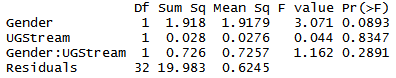 Df Sum Sq Mean Sq F value Pr(>F)
Gender 1 1.918 1.9179 3.071 0.0893
UGStream 1 0.028 0.0276 0.044 0.8347
Gender:UGStream 1 0.726 0.7257 1.162 0.2891
Residuals 32 19.983 0.6245